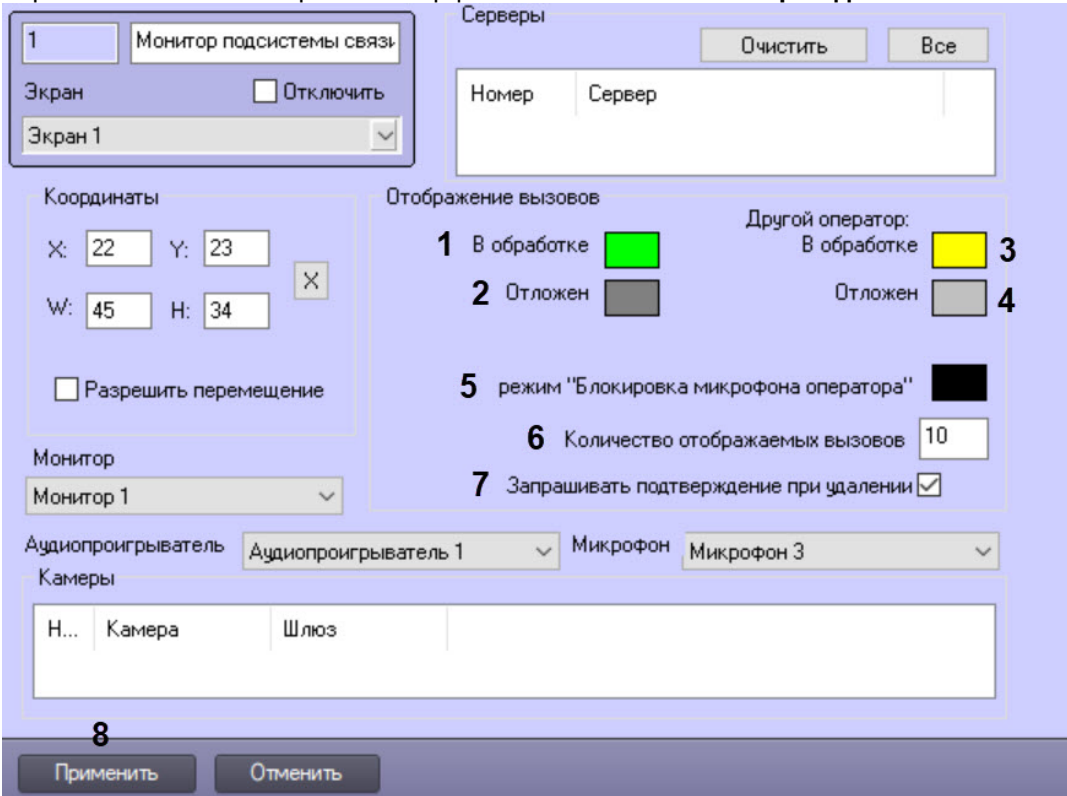 1 Монитор подсистемы связи
Экран Отключить
Экран 1
Серверы
Очистить Все
Номер Сервер
Координаты
X: 22 Y: 23
X
W: 45 H: 34
Разрешить перемещение
Отображение вызовов
Другой оператор:
1 В обработке
В обработке 3
2 Отложен
Отложен 4
5 режим "Блокировка микрофона оператора"
6 Количество отображаемых вызовов 10
7 Запрашивать подтверждение при удалении
Монитор
Монитор 1
Аудиопроигрыватель Аудиопроигрыватель 1 Микрофон Микрофон 3
Камеры
Н... Камера Шлюз
8
Применить Отменить